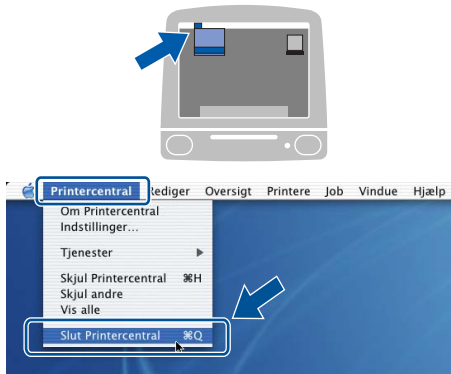 Printercentral Rediger Oversigt Printere Job Vindue Hjælp
Om Printercentral
Indstillinger...
Tjenester
Skjul Printercentral ⌘H
Skjul andre
Vis alle
Slut Printercentral ⌘Q